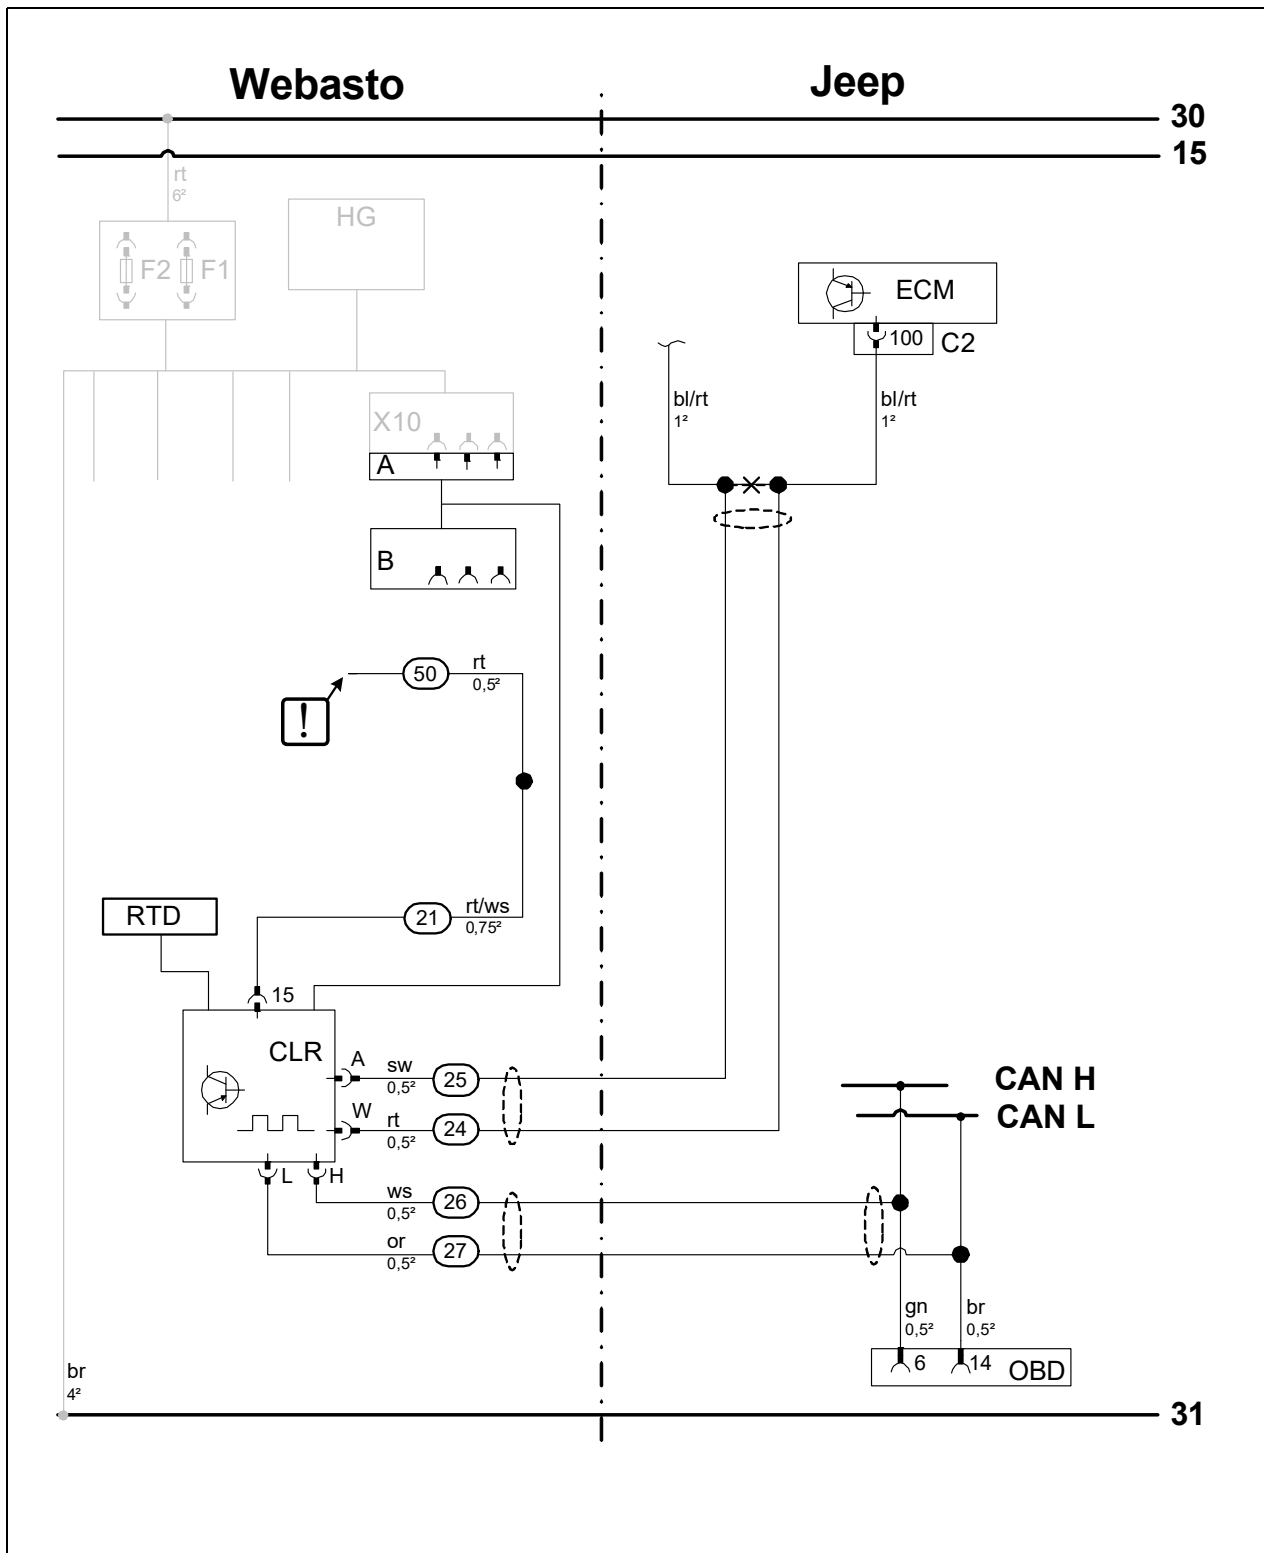 Webasto
Jeep
30
15
rt
6²
HG
F2
F1
ECM
100
C2
bl/rt
1²
bl/rt
1²
X10
A
B
50
rt
0,5²
!
RTD
21
rt/ws
0,75²
15
CLR
A
sw
0,5²
25
W
rt
0,5²
24
CAN H
CAN L
L
H
ws
0,5²
26
or
0,5²
27
gn
0,5²
br
0,5²
6
14
OBD
br
4²
31